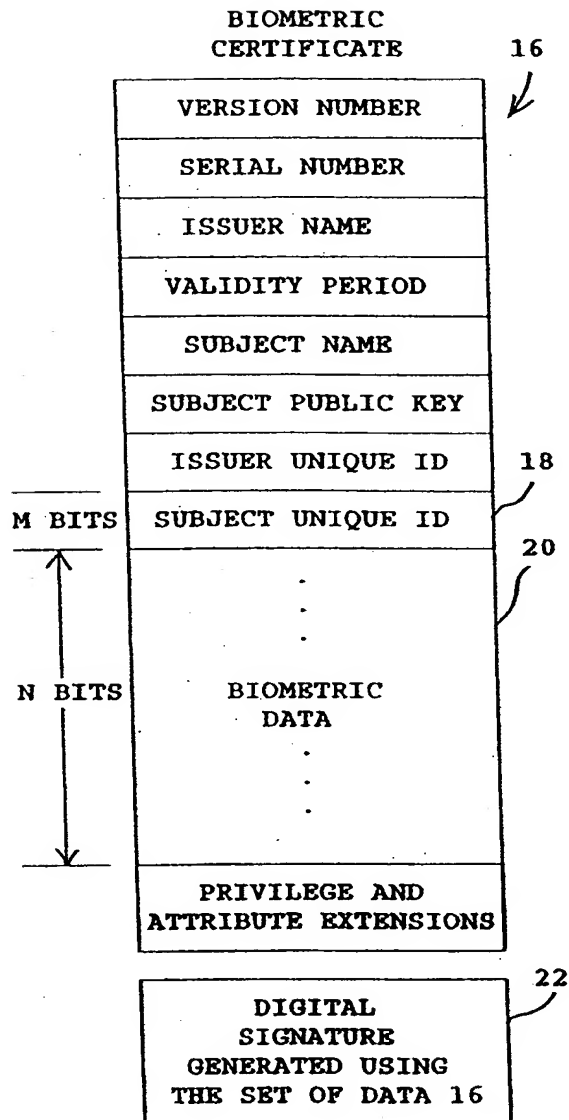 BIOMETRIC
CERTIFICATE
16
VERSION NUMBER
SERIAL NUMBER
ISSUER NAME
VALIDITY PERIOD
SUBJECT NAME
SUBJECT PUBLIC KEY
ISSUER UNIQUE ID
18
M BITS
SUBJECT UNIQUE ID
20
N BITS
BIOMETRIC
DATA
PRIVILEGE AND
ATTRIBUTE EXTENSIONS
22
DIGITAL
SIGNATURE
GENERATED USING
THE SET OF DATA 16